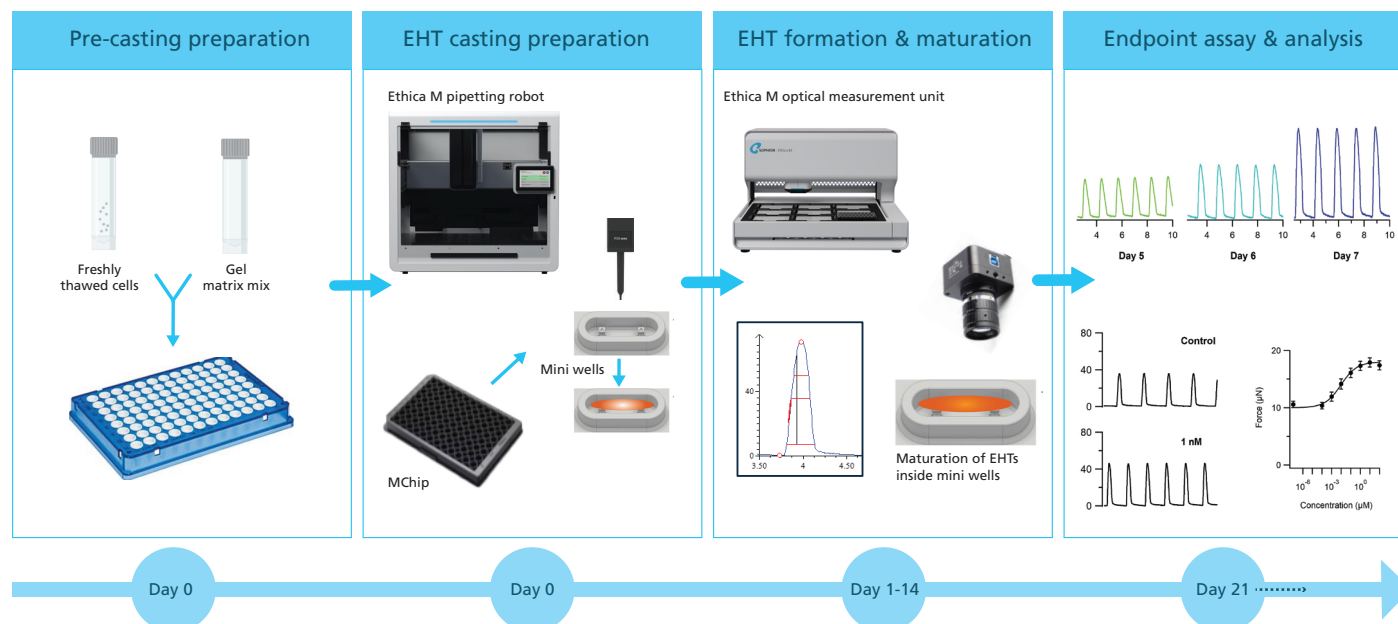 Pre-casting preparation
EHT casting preparation
EHT formation & maturation
Endpoint assay & analysis
Freshly
thawed cells
Gel
matrix mix
Ethica M pipetting robot
Mini wells
MChip
Ethica M optical measurement unit
40
0
3.50
4
4.50
Maturation of EHTs
inside mini wells
4 6 8 10
Day 5
4 6 8 10
Day 6
4 6 8 10
Day 7
80
40
0
Control
80
40
0
1 nM
Force (µN)
20
10
0
10⁻⁶ 10⁻³ 10⁰
Concentration (µM)
Day 0
Day 0
Day 1-14
Day 21